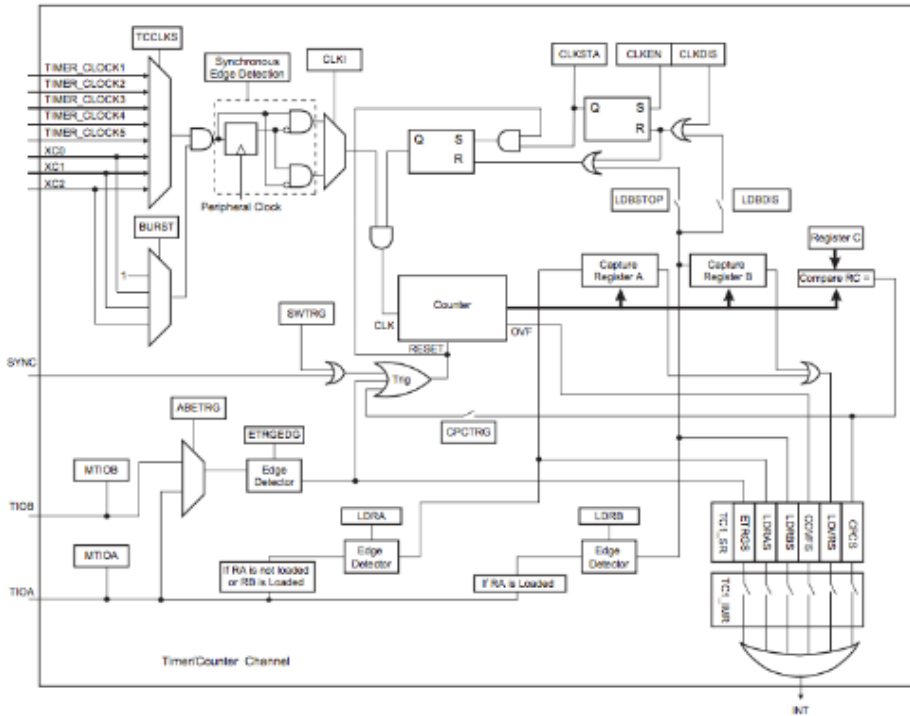 TCCLKS
TIMER_CLOCK1
TIMER_CLOCK2
TIMER_CLOCK3
TIMER_CLOCK4
TIMER_CLOCK5
XC0
XC1
XC2
Synchronous
Edge Detection
CLKI
Peripheral Clock
BURST
1
CLKSTA
CLKEN
CLKDIS
Q
S
R
Q
S
R
LDBSTOP
LDBDIS
Register C
Capture
Register A
Capture
Register B
Compare RC =
Counter
CLK
OVF
RESET
SWTRG
SYNC
Trig
CPCTRG
ABETRG
ETRGEDG
Edge
Detector
MTIOB
TIOB
MTIOA
TIOA
LDRA
Edge
Detector
If RA is not loaded
or RB is Loaded
LDRB
Edge
Detector
If RA is Loaded
TC1_SR
ETRGS
LDRAS
LDRBS
COVFS
LOVRS
CPCS
TC1_IMR
Timer/Counter Channel
INT